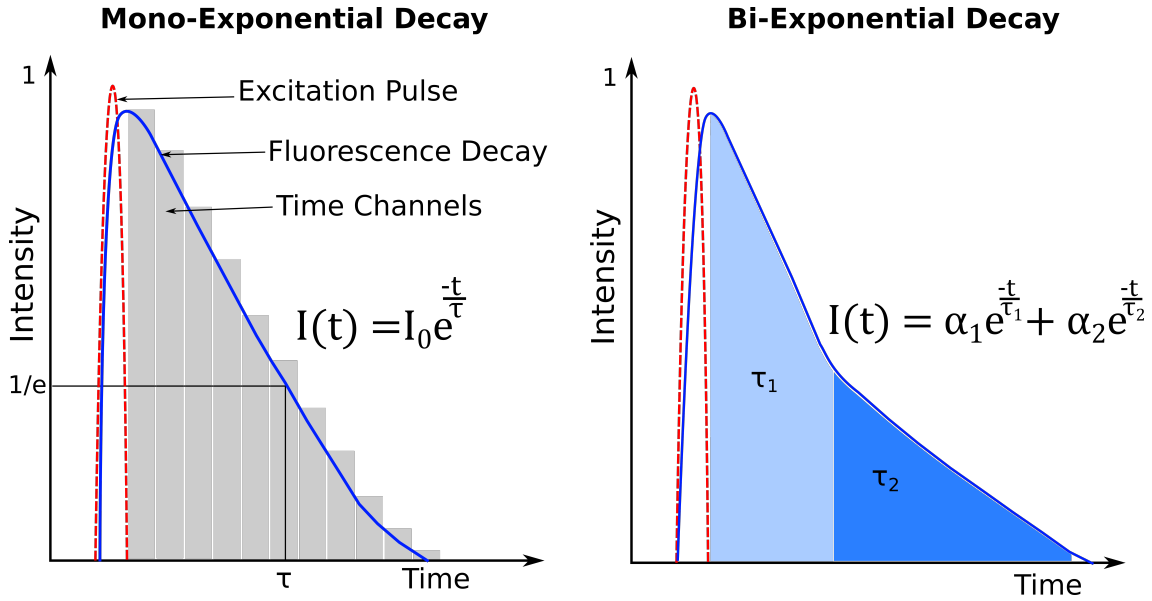 Mono-Exponential Decay
1
Excitation Pulse
Fluorescence Decay
Time Channels
Intensity
I(t) =I₀e^(-t/τ)
1/e
τ
Time
Bi-Exponential Decay
1
Intensity
I(t) = α₁e^(-t/τ₁)+ α₂e^(-t/τ₂)
τ₁
τ₂
Time